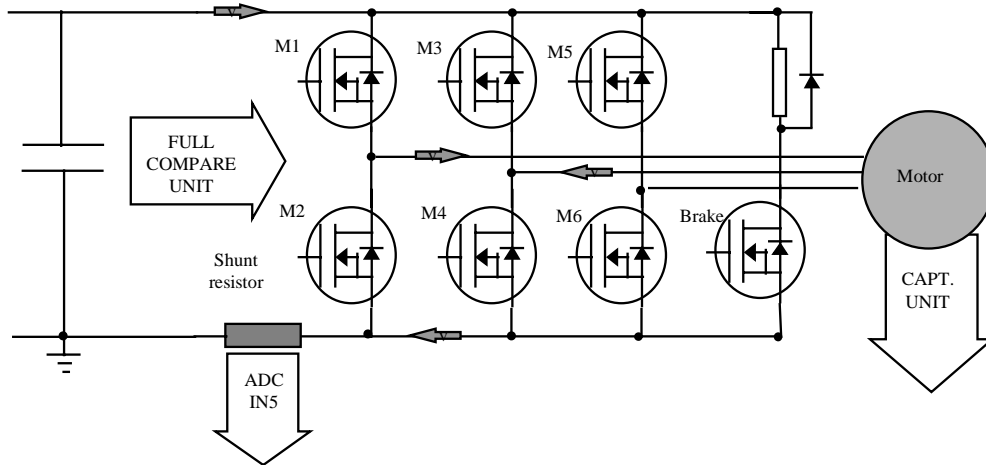 M1
M3
M5
FULL
COMPARE
UNIT
Motor
M2
M4
M6
Brake
Shunt
resistor
CAPT.
UNIT
ADC
IN5